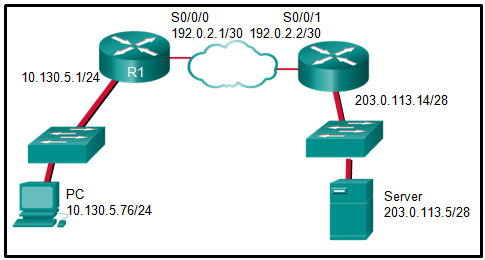 S0/0/0
192.0.2.1/30
S0/0/1
192.0.2.2/30
R1
10.130.5.1/24
203.0.113.14/28
PC
10.130.5.76/24
Server
203.0.113.5/28